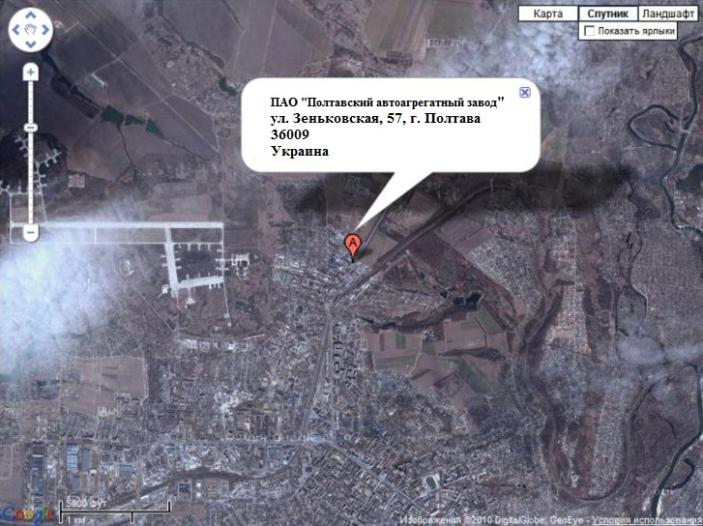 Карта Спутник Ландшафт
Показать ярлыки
ПАО "Полтавский автоагрегатный завод"
ул. Зеньковская, 57, г. Полтава
36009
Украина
A
5000 фут
1 км
Google
Изображения ©2010 DigitalGlobe, GeoEye - Условия использования